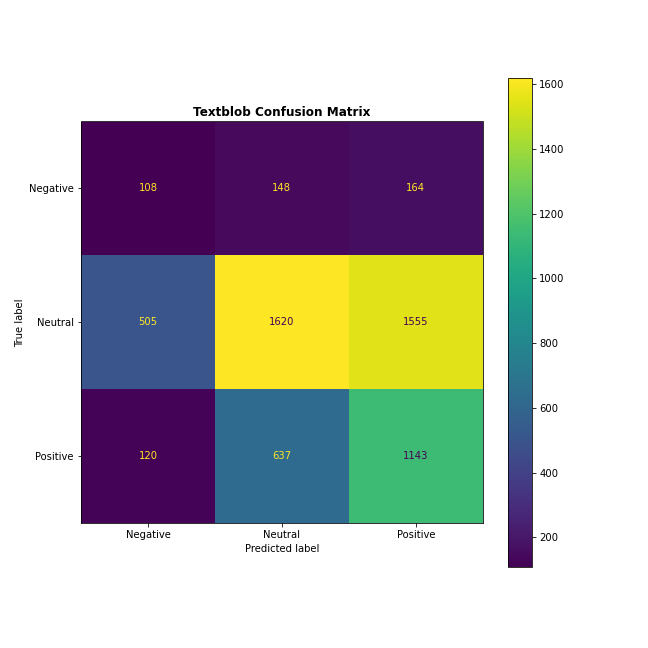 Textblob Confusion Matrix
True label
Negative 108 148 164
Neutral 505 1620 1555
Positive 120 637 1143
Negative Neutral Positive
Predicted label
1600
1400
1200
1000
800
600
400
200